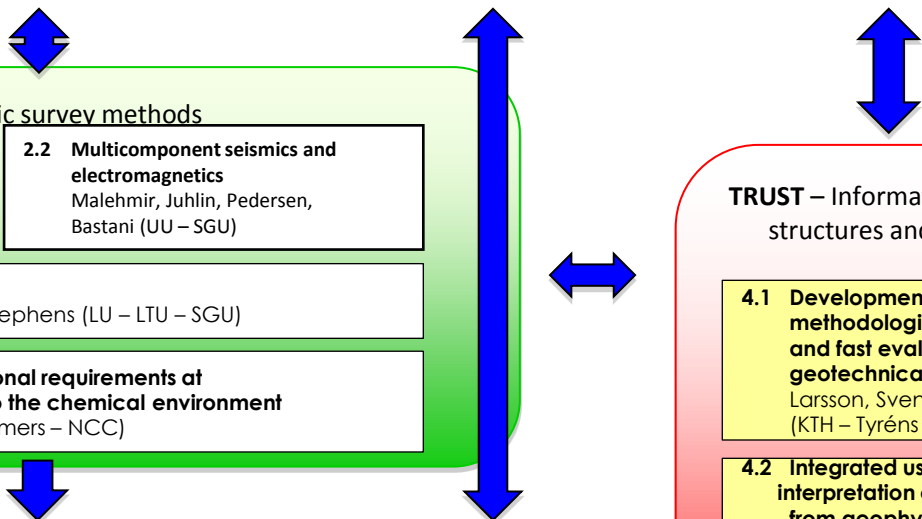 ic survey methods
2.2 Multicomponent seismics and
electromagnetics
Malehmir, Juhlin, Pedersen,
Bastani (UU – SGU)
ephens (LU – LTU – SGU)
onal requirements at
the chemical environment
mers – NCC)
TRUST – Informa
structures and
4.1 Developmen
methodologi
and fast eval
geotechnica
Larsson, Sven
(KTH – Tyréns
4.2 Integrated us
interpretation
from geophy